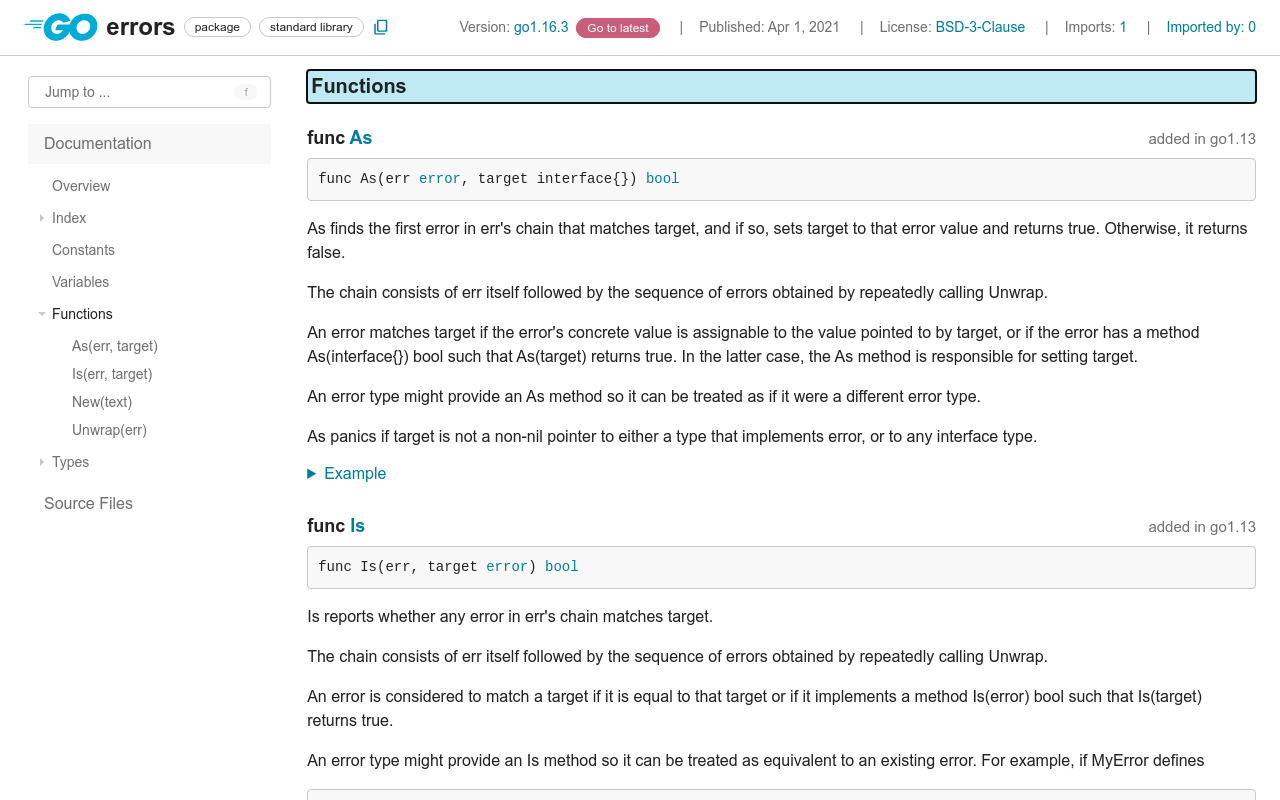 GO errors package standard library Version: go1.16.3 Go to latest | Published: Apr 1, 2021 | License: BSD-3-Clause | Imports: 1 | Imported by: 0
Jump to ... f
Documentation
Overview
Index
Constants
Variables
Functions
As(err, target)
Is(err, target)
New(text)
Unwrap(err)
Types
Source Files
Functions
func As added in go1.13
func As(err error, target interface{}) bool
As finds the first error in err's chain that matches target, and if so, sets target to that error value and returns true. Otherwise, it returns
false.
The chain consists of err itself followed by the sequence of errors obtained by repeatedly calling Unwrap.
An error matches target if the error's concrete value is assignable to the value pointed to by target, or if the error has a method
As(interface{}) bool such that As(target) returns true. In the latter case, the As method is responsible for setting target.
An error type might provide an As method so it can be treated as if it were a different error type.
As panics if target is not a non-nil pointer to either a type that implements error, or to any interface type.
Example
func Is added in go1.13
func Is(err, target error) bool
Is reports whether any error in err's chain matches target.
The chain consists of err itself followed by the sequence of errors obtained by repeatedly calling Unwrap.
An error is considered to match a target if it is equal to that target or if it implements a method Is(error) bool such that Is(target)
returns true.
An error type might provide an Is method so it can be treated as equivalent to an existing error. For example, if MyError defines